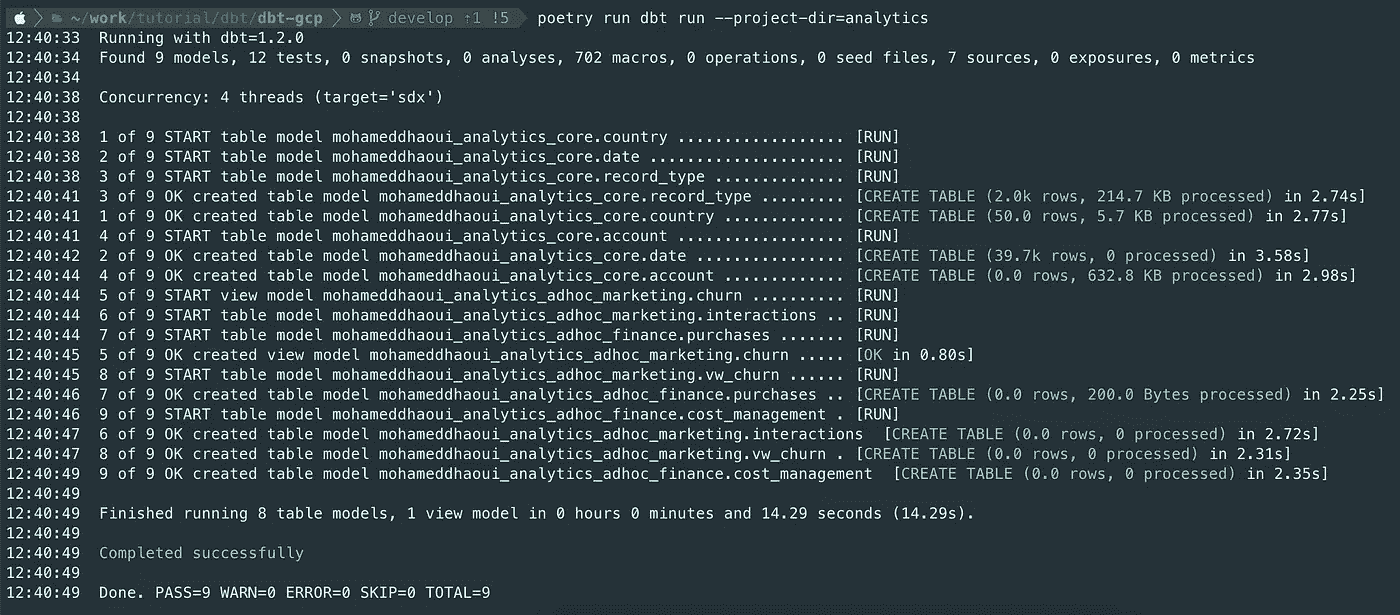 ~/work/tutorial/dbt/dbt-gcp develop ↑1 !5 poetry run dbt run --project-dir=analytics
12:40:33 Running with dbt=1.2.0
12:40:34 Found 9 models, 12 tests, 0 snapshots, 0 analyses, 702 macros, 0 operations, 0 seed files, 7 sources, 0 exposures, 0 metrics
12:40:34
12:40:38 Concurrency: 4 threads (target='sdx')
12:40:38
12:40:38 1 of 9 START table model mohameddhaoui_analytics_core.country .................. [RUN]
12:40:38 2 of 9 START table model mohameddhaoui_analytics_core.date ..................... [RUN]
12:40:38 3 of 9 START table model mohameddhaoui_analytics_core.record_type .............. [RUN]
12:40:41 3 of 9 OK created table model mohameddhaoui_analytics_core.record_type ......... [CREATE TABLE (2.0k rows, 214.7 KB processed) in 2.74s]
12:40:41 1 of 9 OK created table model mohameddhaoui_analytics_core.country ............. [CREATE TABLE (50.0 rows, 5.7 KB processed) in 2.77s]
12:40:41 4 of 9 START table model mohameddhaoui_analytics_core.account .................. [RUN]
12:40:42 2 of 9 OK created table model mohameddhaoui_analytics_core.date ................ [CREATE TABLE (39.7k rows, 0 processed) in 3.58s]
12:40:44 4 of 9 OK created table model mohameddhaoui_analytics_core.account ............. [CREATE TABLE (0.0 rows, 632.8 KB processed) in 2.98s]
12:40:44 5 of 9 START view model mohameddhaoui_analytics_adhoc_marketing.churn .......... [RUN]
12:40:44 6 of 9 START table model mohameddhaoui_analytics_adhoc_marketing.interactions .. [RUN]
12:40:44 7 of 9 START table model mohameddhaoui_analytics_adhoc_finance.purchases ....... [RUN]
12:40:45 5 of 9 OK created view model mohameddhaoui_analytics_adhoc_marketing.churn ..... [OK in 0.80s]
12:40:45 8 of 9 START table model mohameddhaoui_analytics_adhoc_marketing.vw_churn ...... [RUN]
12:40:46 7 of 9 OK created table model mohameddhaoui_analytics_adhoc_finance.purchases .. [CREATE TABLE (0.0 rows, 200.0 Bytes processed) in 2.25s]
12:40:46 9 of 9 START table model mohameddhaoui_analytics_adhoc_finance.cost_management . [RUN]
12:40:47 6 of 9 OK created table model mohameddhaoui_analytics_adhoc_marketing.interactions [CREATE TABLE (0.0 rows, 0 processed) in 2.72s]
12:40:47 8 of 9 OK created table model mohameddhaoui_analytics_adhoc_marketing.vw_churn . [CREATE TABLE (0.0 rows, 0 processed) in 2.31s]
12:40:49 9 of 9 OK created table model mohameddhaoui_analytics_adhoc_finance.cost_management [CREATE TABLE (0.0 rows, 0 processed) in 2.35s]
12:40:49
12:40:49 Finished running 8 table models, 1 view model in 0 hours 0 minutes and 14.29 seconds (14.29s).
12:40:49
12:40:49 Completed successfully
12:40:49
12:40:49 Done. PASS=9 WARN=0 ERROR=0 SKIP=0 TOTAL=9